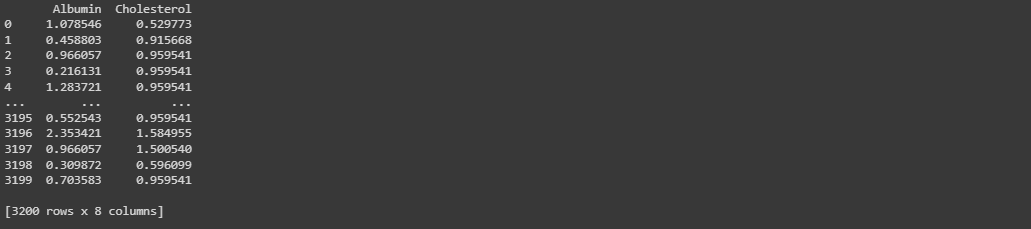 Albumin Cholesterol
0 1.078546 0.529773
1 0.458803 0.915668
2 0.966057 0.959541
3 0.216131 0.959541
4 1.283721 0.959541
... ... ...
3195 0.552543 0.959541
3196 2.353421 1.584955
3197 0.966057 1.500540
3198 0.309872 0.596099
3199 0.703583 0.959541
[3200 rows x 8 columns]